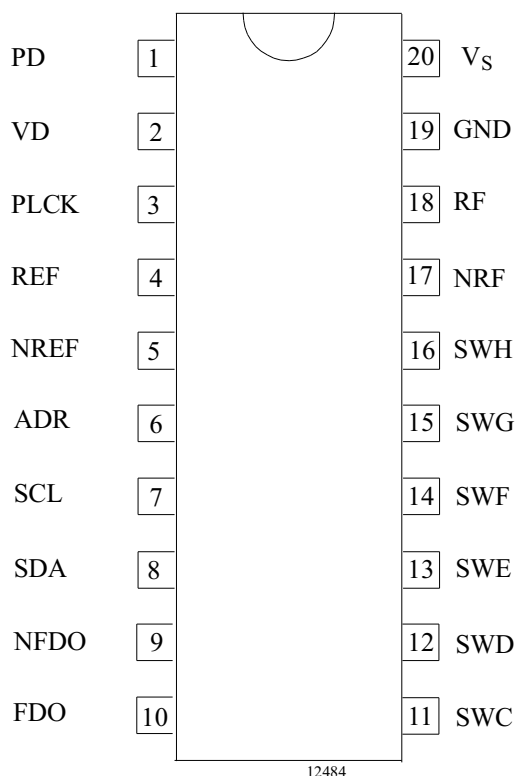 PD 1 20 V_S
VD 2 19 GND
PLCK 3 18 RF
REF 4 17 NRF
NREF 5 16 SWH
ADR 6 15 SWG
SCL 7 14 SWF
SDA 8 13 SWE
NFDO 9 12 SWD
FDO 10 11 SWC
12484